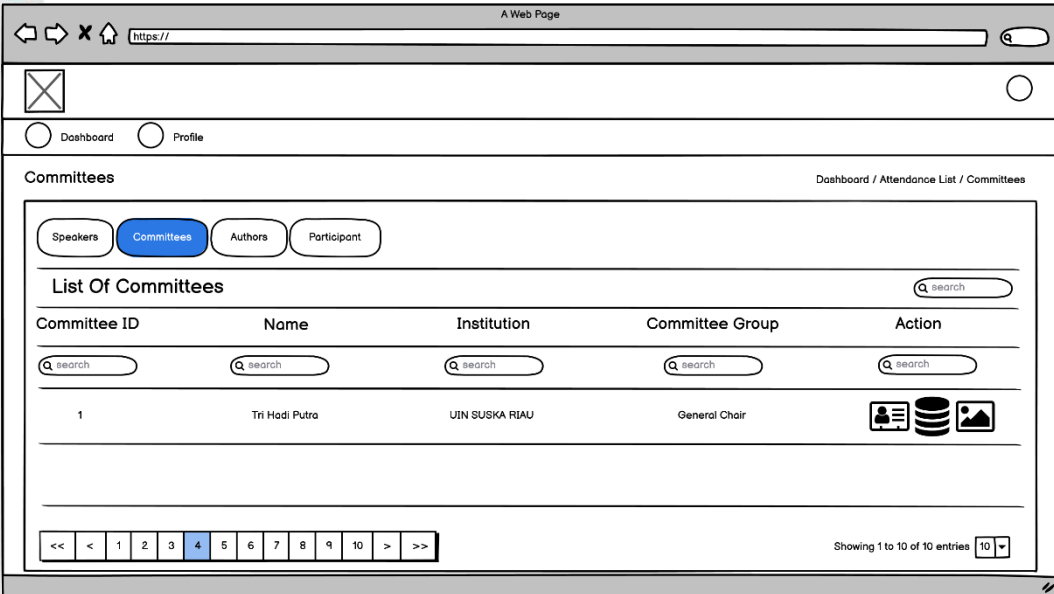 A Web Page
https://
Dashboard Profile
Committees Dashboard / Attendance List / Committees
Speakers Committees Authors Participant
List Of Committees search
Committee ID Name Institution Committee Group Action
search search search search search
1 Tri Hadi Putra UIN SUSKA RIAU General Chair
<< < 1 2 3 4 5 6 7 8 9 10 > >> Showing 1 to 10 of 10 entries 10